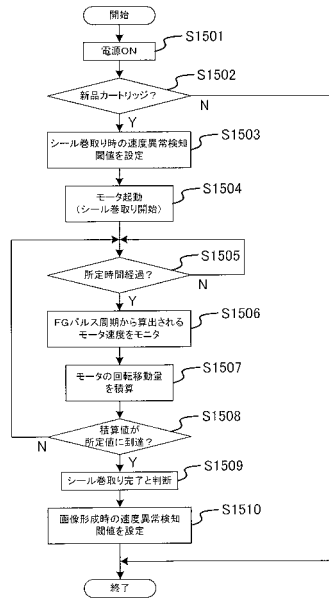 開始
電源ON
S1501
新品カートリッジ?
S1502
N
Y
シール巻取り時の速度異常検知
閾値を設定
S1503
モータ起動
(シール巻取り開始)
S1504
所定時間経過?
S1505
N
Y
FGパルス周期から算出される
モータ速度をモニタ
S1506
モータの回転移動量
を積算
S1507
積算値が
所定値に到達?
S1508
N
Y
シール巻取り完了と判断
S1509
画像形成時の速度異常検知
閾値を設定
S1510
終了